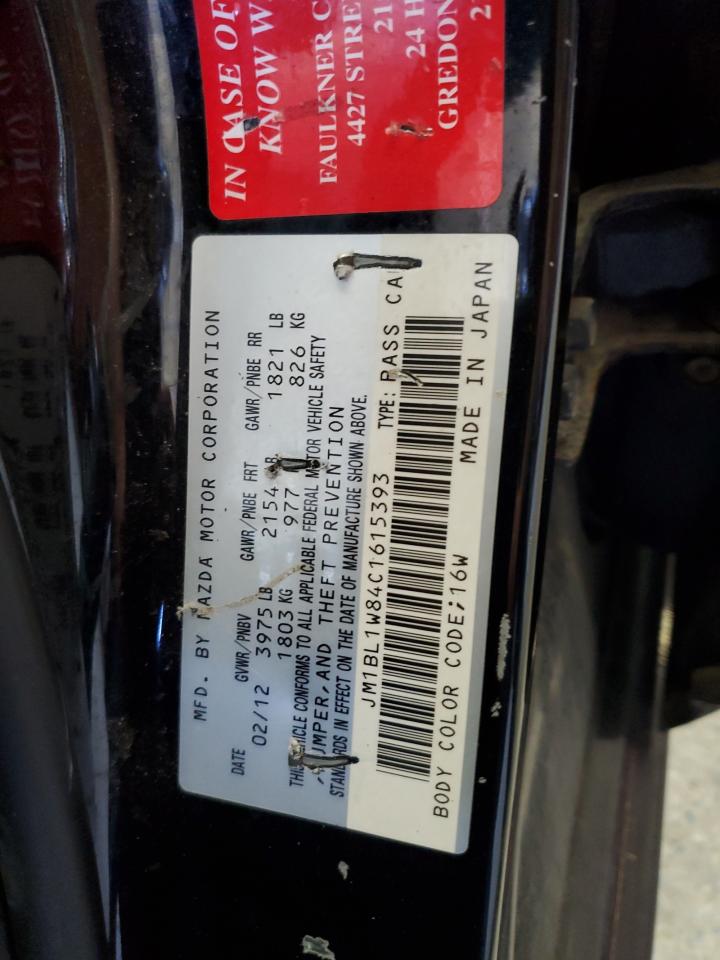 IN CASE OF
KNOW W
FAULKNER C
4427 STRE
21
24 H
GREDON
2
MFD. BY MAZDA MOTOR CORPORATION
DATE GVWR/PNBV GAWR/PNBE FRT GAWR/PNBE RR
02/12 3975 LB 2154 LB 1821 LB
1803 KG 977 826 KG
VEHICLE CONFORMS TO ALL APPLICABLE FEDERAL MOTOR VEHICLE SAFETY
UMPER, AND THEFT PREVENTION
STANDARDS IN EFFECT ON THE DATE OF MANUFACTURE SHOWN ABOVE.
JM1BL1W84C1615393 TYPE: PASS CA
BODY COLOR CODE;16W
MADE IN JAPAN